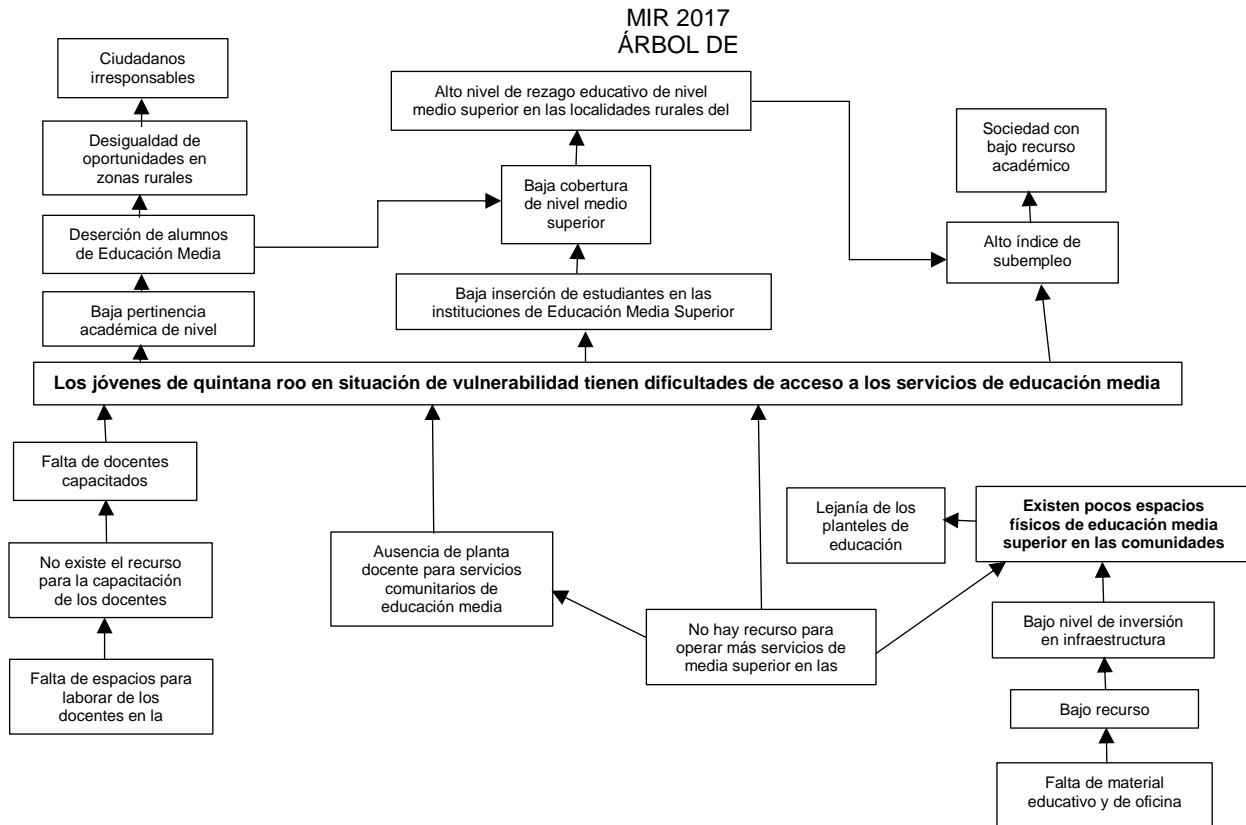 MIR 2017
ÁRBOL DE
Ciudadanos
irresponsables
Desigualdad de
oportunidades en
zonas rurales
Deserción de alumnos
de Educación Media
Baja pertinencia
académica de nivel
Alto nivel de rezago educativo de nivel
medio superior en las localidades rurales del
Baja cobertura
de nivel medio
superior
Baja inserción de estudiantes en las
instituciones de Educación Media Superior
Sociedad con
bajo recurso
académico
Alto índice de
subempleo
Los jóvenes de quintana roo en situación de vulnerabilidad tienen dificultades de acceso a los servicios de educación media
Falta de docentes
capacitados
No existe el recurso
para la capacitación
de los docentes
Falta de espacios para
laborar de los
docentes en la
Ausencia de planta
docente para servicios
comunitarios de
educación media
No hay recurso para
operar más servicios de
media superior en las
Lejanía de los
planteles de
educación
Existen pocos espacios
físicos de educación media
superior en las comunidades
Bajo nivel de inversión
en infraestructura
Bajo recurso
Falta de material
educativo y de oficina